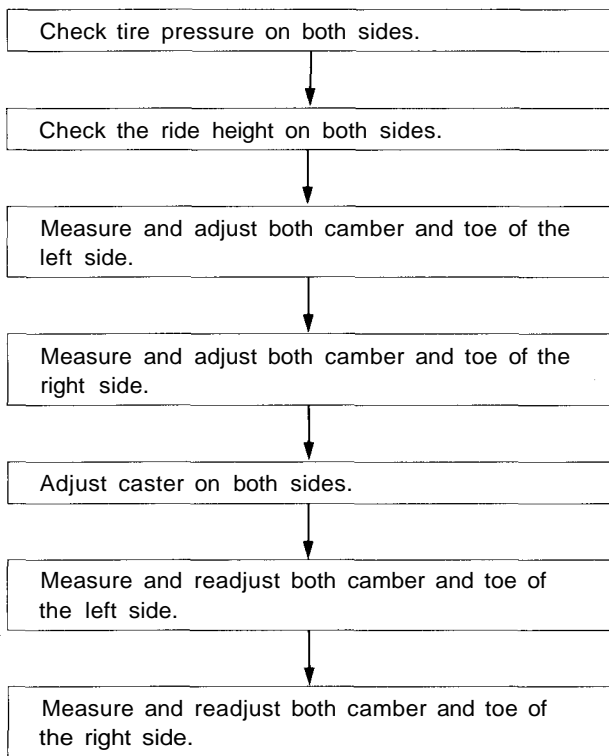 Check tire pressure on both sides.
Check the ride height on both sides.
Measure and adjust both camber and toe of the
left side.
Measure and adjust both camber and toe of the
right side.
Adjust caster on both sides.
Measure and readjust both camber and toe of
the left side.
Measure and readjust both camber and toe of
the right side.